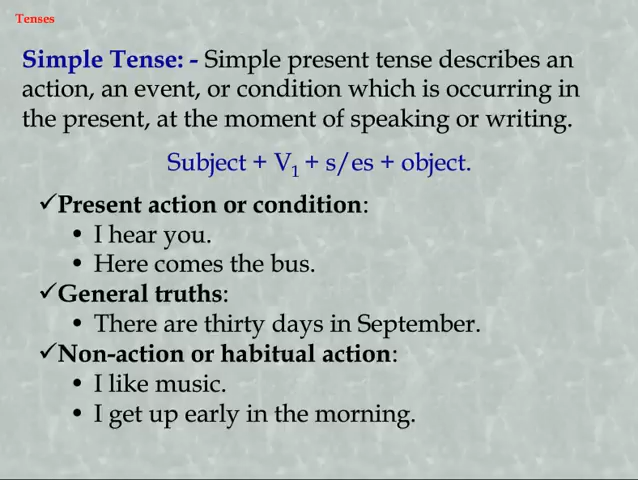 Tenses
Simple Tense: - Simple present tense describes an
action, an event, or condition which is occurring in
the present, at the moment of speaking or writing.
Subject + V1 + s/es + object.
✓Present action or condition:
• I hear you.
• Here comes the bus.
✓General truths:
• There are thirty days in September.
✓Non-action or habitual action:
• I like music.
• I get up early in the morning.